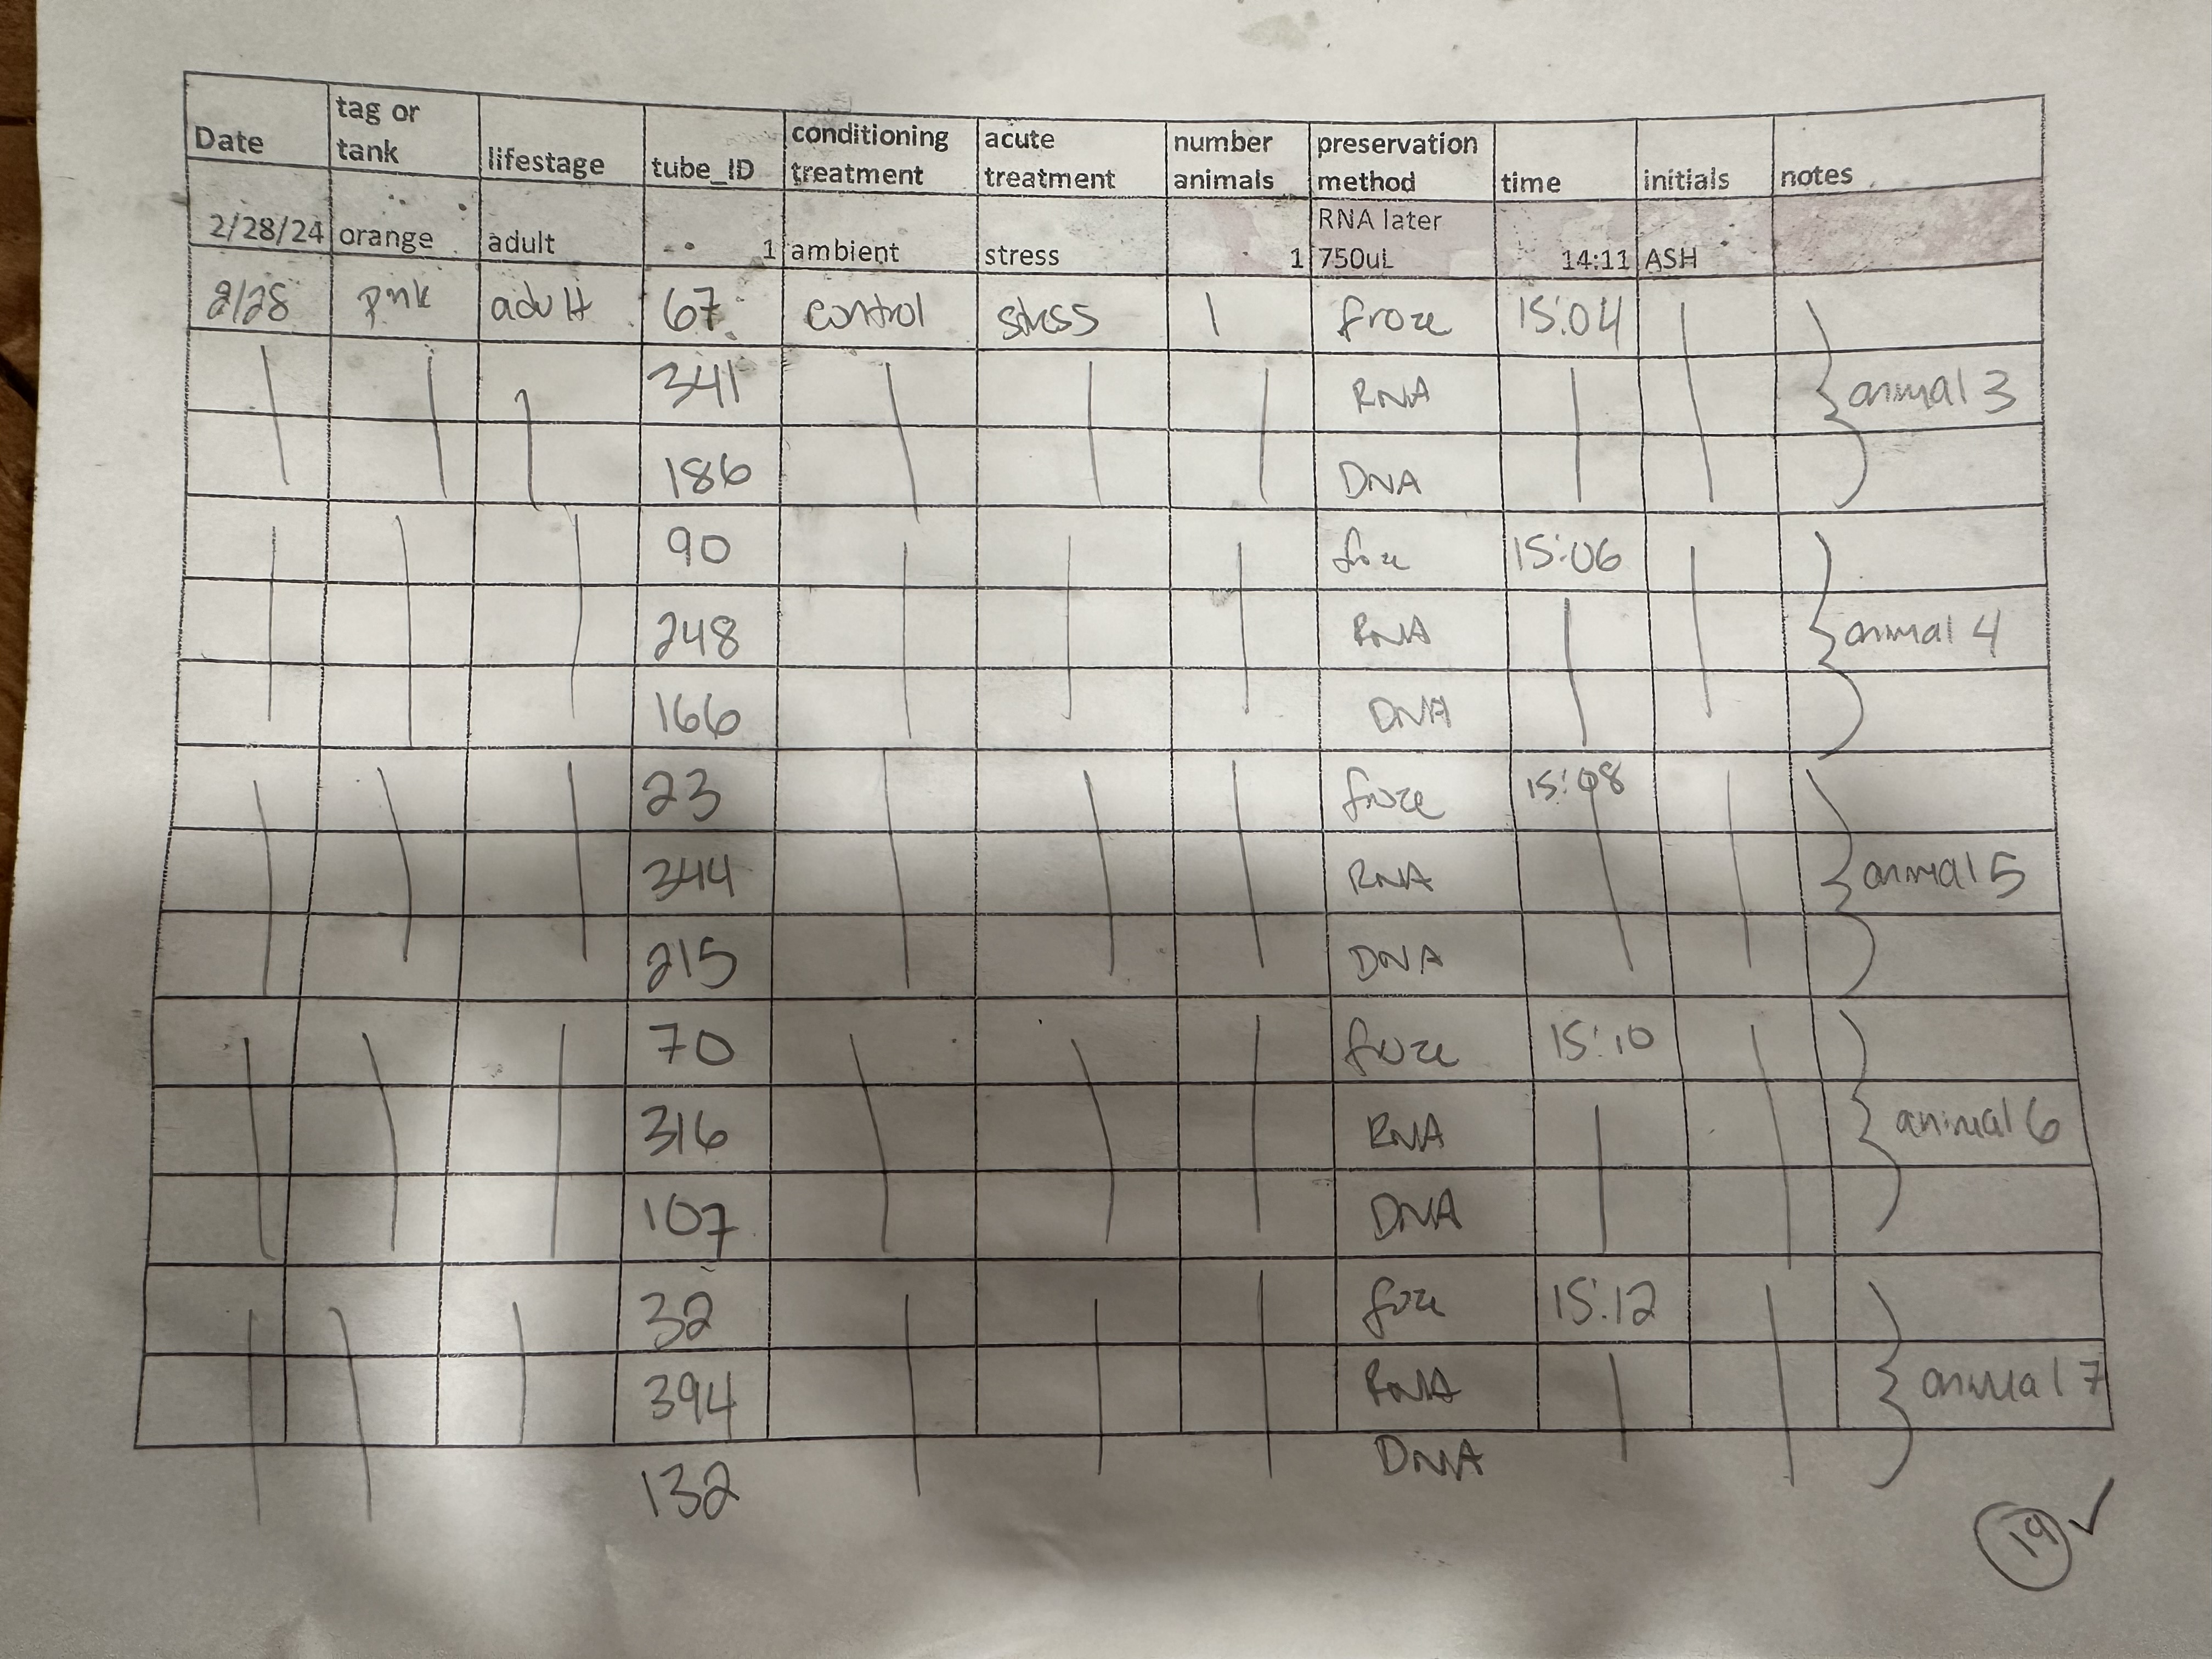 Date tag or tank lifestage tube_ID conditioning treatment acute treatment number animals preservation method time initials notes
2/28/24 orange adult 1 ambient stress 1 RNA later 750uL 14:11 ASH
2/28 pink adult 67 control stress 1 froze 15:04
341 RNA animal 3
186 DNA
90 froze 15:06
248 RNA animal 4
166 DNA
23 froze 15:08
344 RNA animal 5
215 DNA
70 froze 15:10
316 RNA animal 6
167 DNA
32 froze 15:12
394 RNA animal 7
132 DNA
19